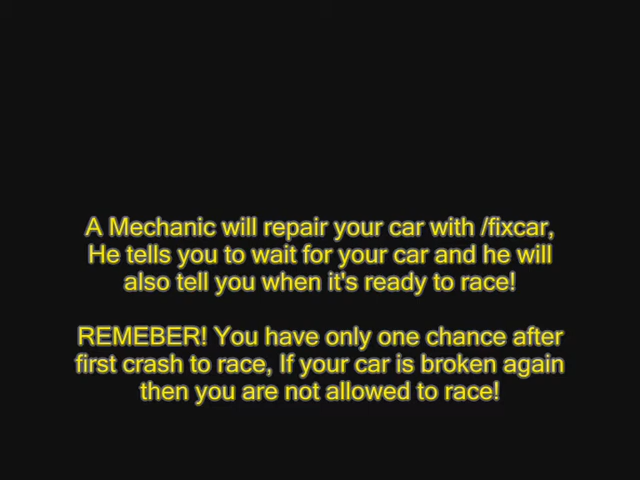 A Mechanic will repair your car with /fixcar,
He tells you to wait for your car and he will
also tell you when it's ready to race!
REMEBER! You have only one chance after
first crash to race, If your car is broken again
then you are not allowed to race!